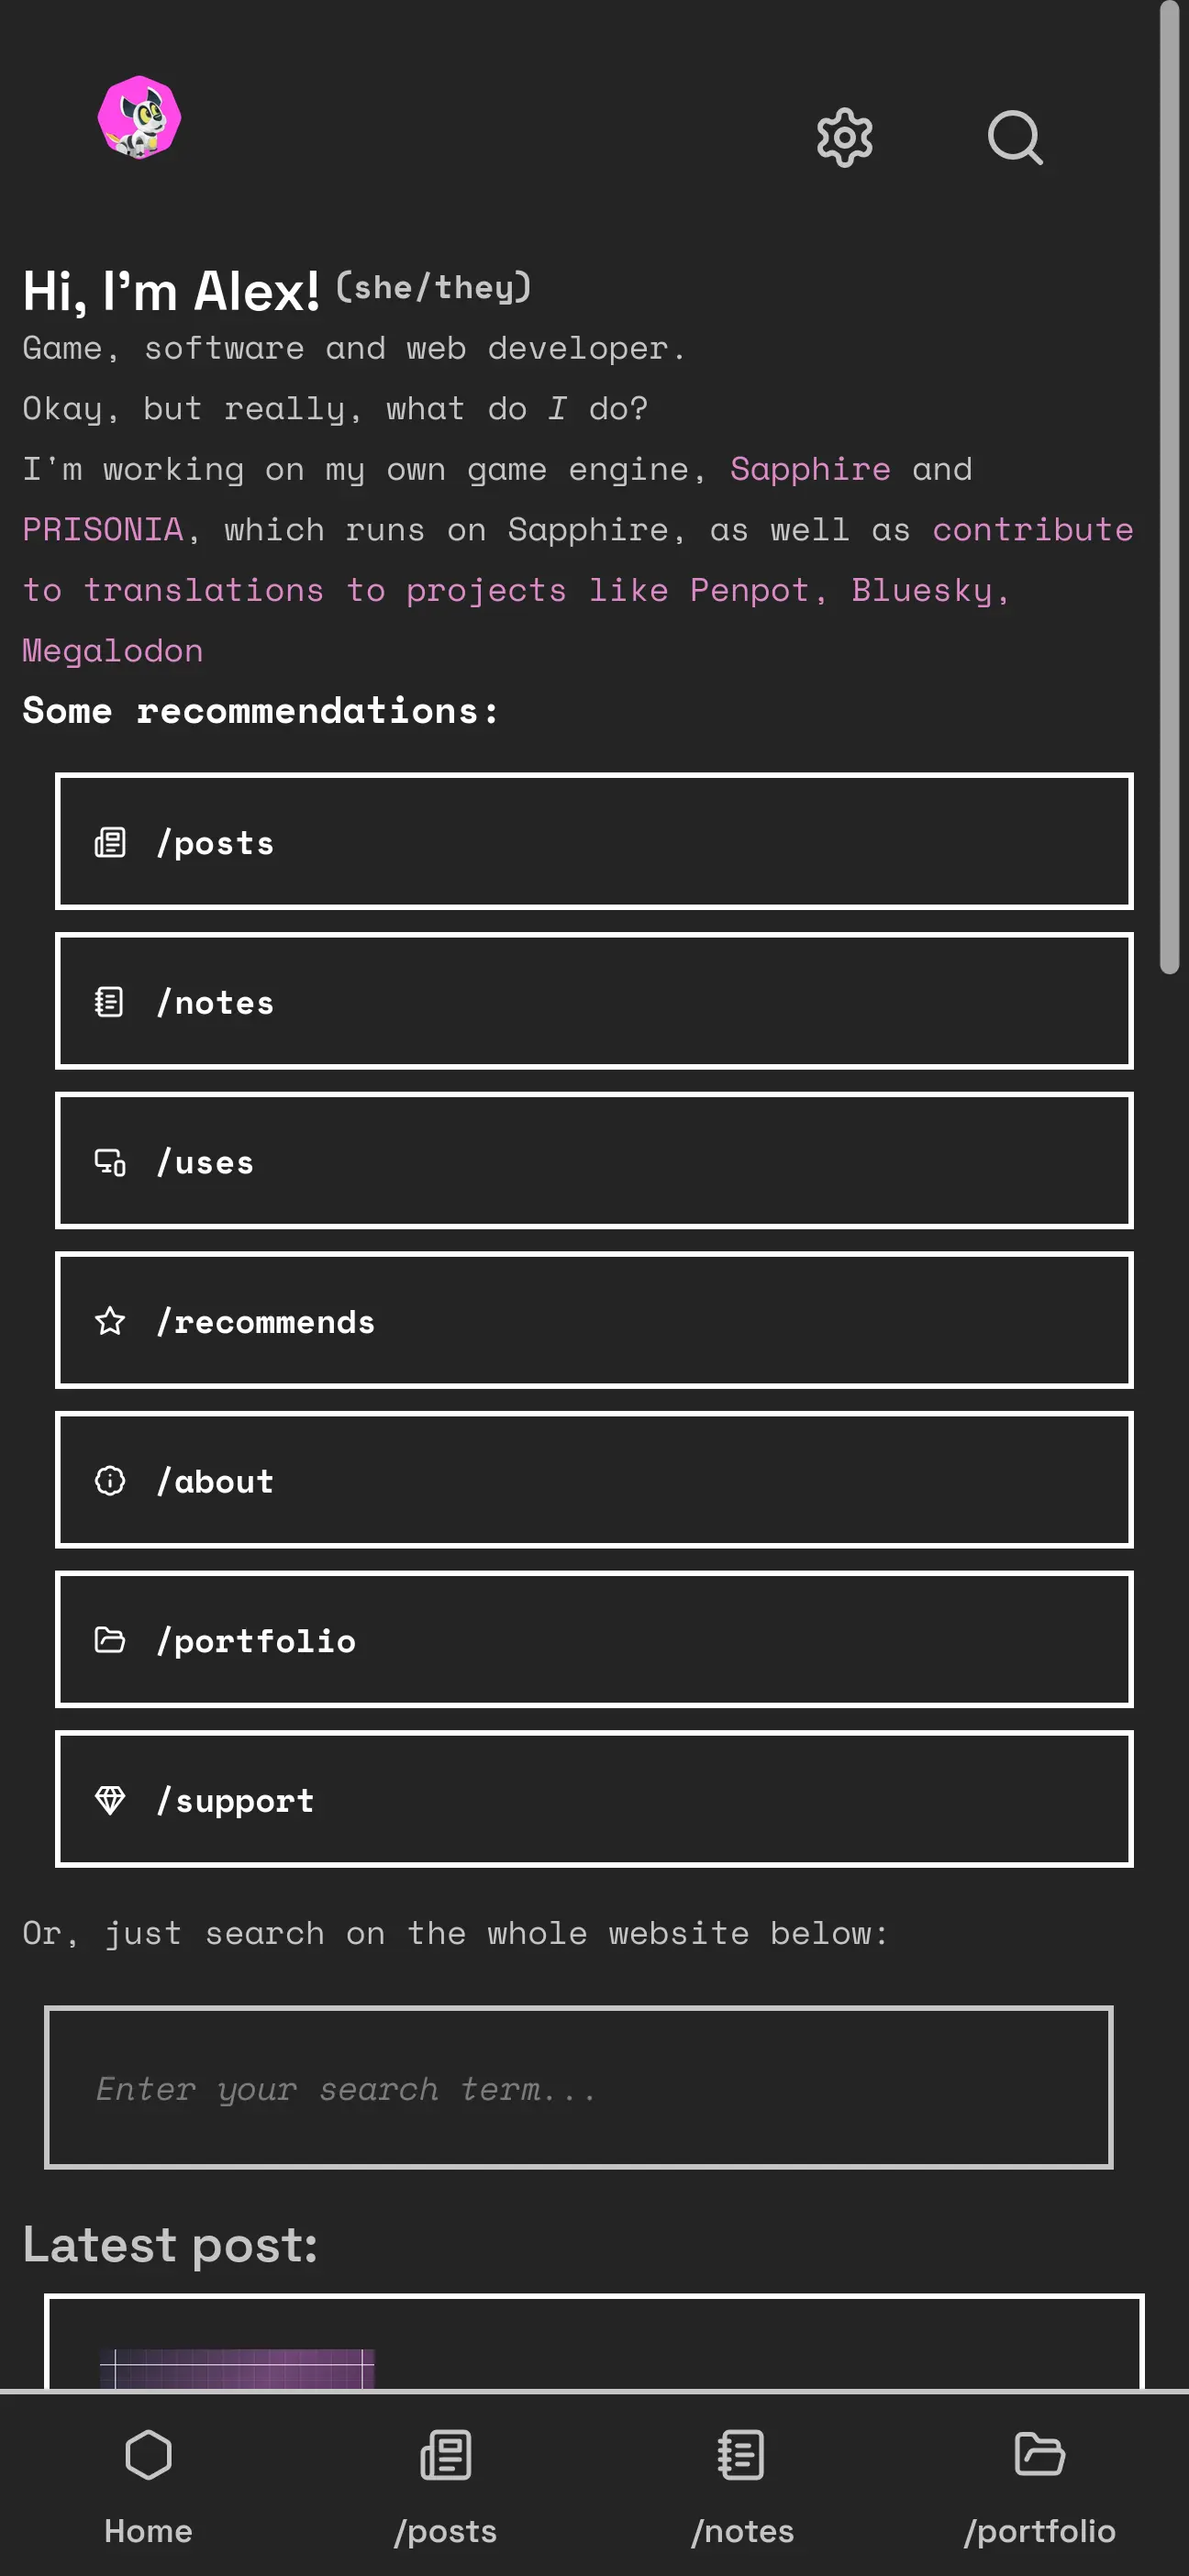 Hi, I’m Alex! (she/they)
Game, software and web developer.
Okay, but really, what do I do?
I'm working on my own game engine, Sapphire and
PRISONIA, which runs on Sapphire, as well as contribute
to translations to projects like Penpot, Bluesky,
Megalodon
Some recommendations:
/posts
/notes
/uses
/recommends
/about
/portfolio
/support
Or, just search on the whole website below:
Enter your search term...
Latest post:
Home
/posts
/notes
/portfolio